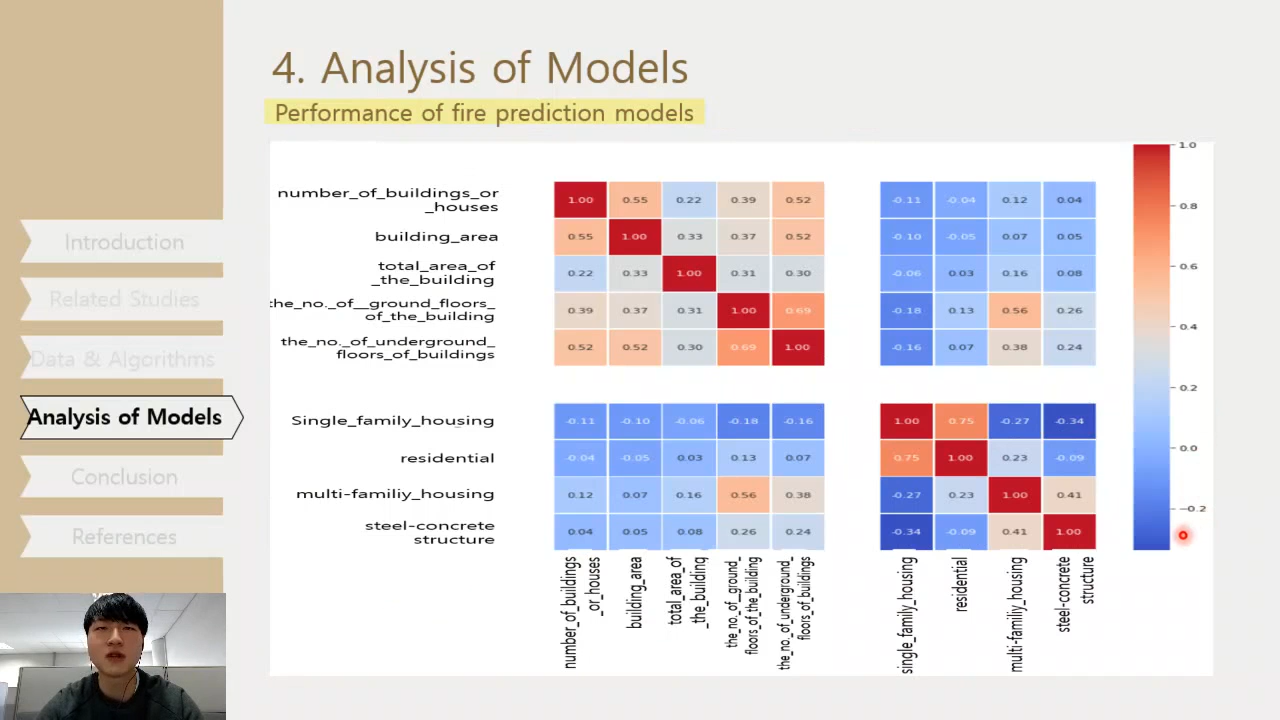 4. Analysis of Models
Performance of fire prediction models
Introduction
Related Studies
Data & Algorithms
Analysis of Models
Conclusion
References
number_of_buildings_or
_houses
1.00 0.55 0.22 0.39 0.52 -0.11 -0.04 0.12 0.04
building_area
0.55 1.00 0.33 0.37 0.52 -0.10 -0.05 0.07 0.05
total_area_of
_the_building
0.22 0.33 1.00 0.31 0.30 -0.06 0.03 0.16 0.08
the_no._of__ground_floors_
of_the_building
0.39 0.37 0.31 1.00 0.69 -0.18 0.13 0.56 0.26
the_no._of_underground_
floors_of_buildings
0.52 0.52 0.30 0.69 1.00 -0.16 0.07 0.38 0.24
Single_family_housing
-0.11 -0.10 -0.06 -0.18 -0.16 1.00 0.75 -0.27 -0.34
residential
-0.04 -0.05 0.03 0.13 0.07 0.75 1.00 0.23 -0.09
multi-familiy_housing
0.12 0.07 0.16 0.56 0.38 -0.27 0.23 1.00 0.41
steel-concrete
structure
0.04 0.05 0.08 0.26 0.24 -0.34 -0.09 0.41 1.00
number_of_buildings
_or_houses
building_area
total_area_of
_the_building
the_no._of__ground_
floors_of_the_building
the_no._of_underground_
floors_of_buildings
single_family_housing
residential
multi-familiy_housing
steel-concrete
structure
1.0
0.8
0.6
0.4
0.2
0.0
-0.2